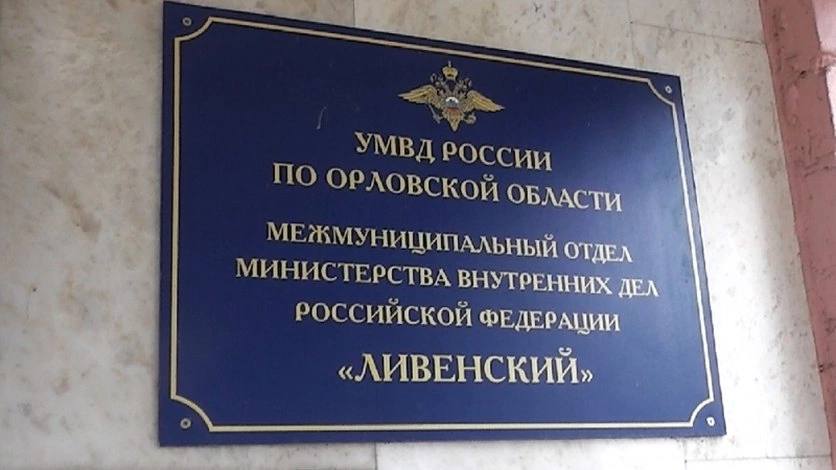 УМВД РОССИИ
ПО ОРЛОВСКОЙ ОБЛАСТИ
МЕЖМУНИЦИПАЛЬНЫЙ ОТДЕЛ
МИНИСТЕРСТВА ВНУТРЕННИХ ДЕЛ
РОССИЙСКОЙ ФЕДЕРАЦИИ
«ЛИВЕНСКИЙ»